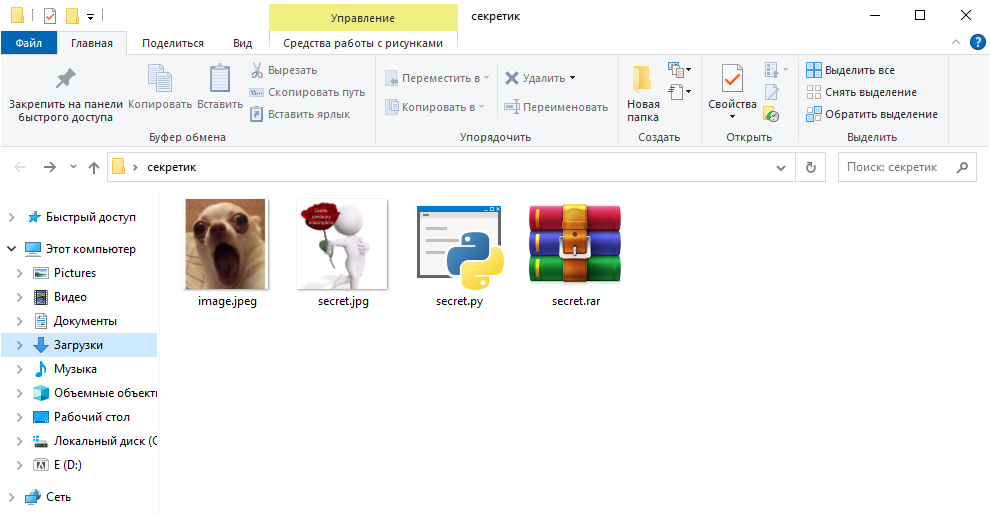 Управление
секретик
Файл
Главная
Поделиться
Вид
Средства работы с рисунками
Закрепить на панели
быстрого доступа
Копировать
Вставить
Вырезать
Скопировать путь
Вставить ярлык
Буфер обмена
Переместить в
Копировать в
Удалить
Переименовать
Упорядочить
Новая
папка
Создать
Свойства
Открыть
Выделить все
Снять выделение
Обратить выделение
Выделить
секретик
Поиск: секретик
Быстрый доступ
Этот компьютер
Pictures
Видео
Документы
Загрузки
Музыка
Объемные объекты
Рабочий стол
Локальный диск (C
E (D:)
Сеть
image.jpeg
secret.jpg
secret.py
secret.rar